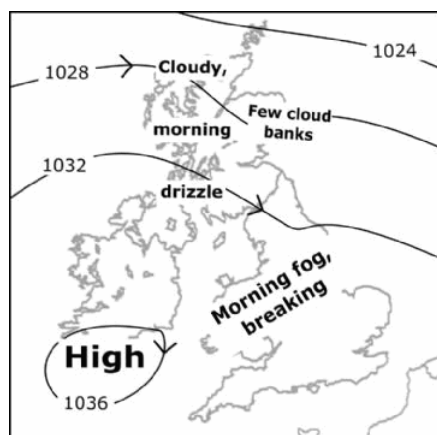 1024
1028
Cloudy,
Few cloud
banks
morning
1032
drizzle
Morning fog,
breaking
High
1036